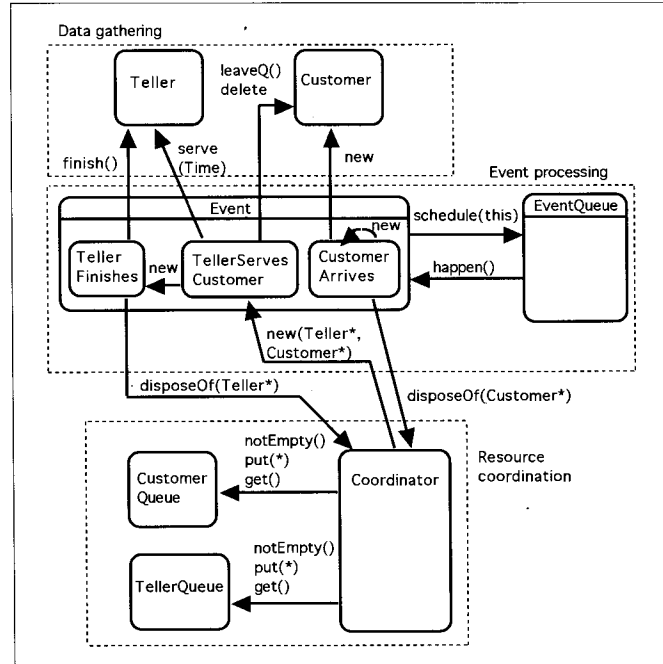 Data gathering
Teller
leaveQ()
delete
Customer
finish()
serve
(Time)
new
Event processing
Event
EventQueue
Teller
Finishes
new
TellerServes
Customer
new
Customer
Arrives
schedule(this)
happen()
new(Teller*,
Customer*)
disposeOf(Teller*)
disposeOf(Customer*)
Customer
Queue
notEmpty()
put(*)
get()
Coordinator
Resource
coordination
TellerQueue
notEmpty()
put(*)
get()